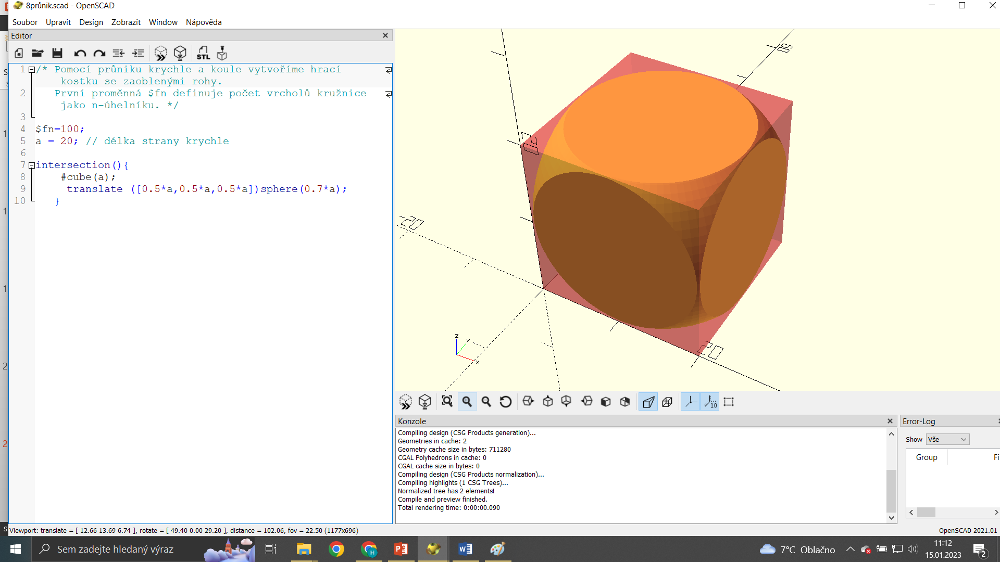 8průnik.scad - OpenSCAD
Soubor Upravit Design Zobrazit Window Nápověda
Editor
STL
1 /* Pomocí průniku krychle a koule vytvoříme hrací
kostku se zaoblenými rohy.
2 První proměnná $fn definuje počet vrcholů kružnice
jako n-úhelníku. */
3
4 $fn=100;
5 a = 20; // délka strany krychle
6
7 intersection(){
8 #cube(a);
9 translate ([0.5*a,0.5*a,0.5*a])sphere(0.7*a);
10 }
20
20
z
y
x
10
Konzole
Compiling design (CSG Products generation)...
Geometries in cache: 2
Geometry cache size in bytes: 711280
CGAL Polyhedrons in cache: 0
CGAL cache size in bytes: 0
Compiling design (CSG Products normalization)...
Compiling highlights (1 CSG Trees)...
Normalized tree has 2 elements!
Compile and preview finished.
Total rendering time: 0:00:00.090
Error-Log
Show Vše
Group Fi
Viewport: translate = [ 12.66 13.69 6.74 ], rotate = [ 49.40 0.00 29.20 ], distance = 102.06, fov = 22.50 (1177x696)
OpenSCAD 2021.01
Sem zadejte hledaný výraz
7°C Oblačno
11:12
15.01.2023
2